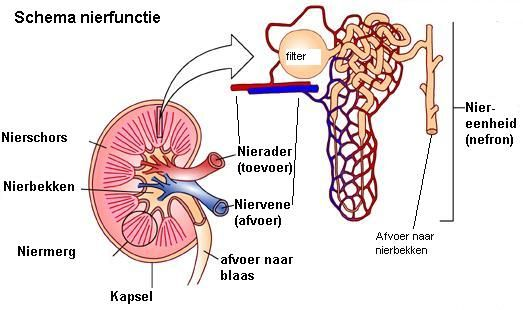 Schema nierfunctie
filter
Nierschors
Nierbekken
Niermerg
Kapsel
Nierader
(toevoer)
Niervene
(afvoer)
afvoer naar
blaas
Nier-
eenheid
(nefron)
Afvoer naar
nierbekken